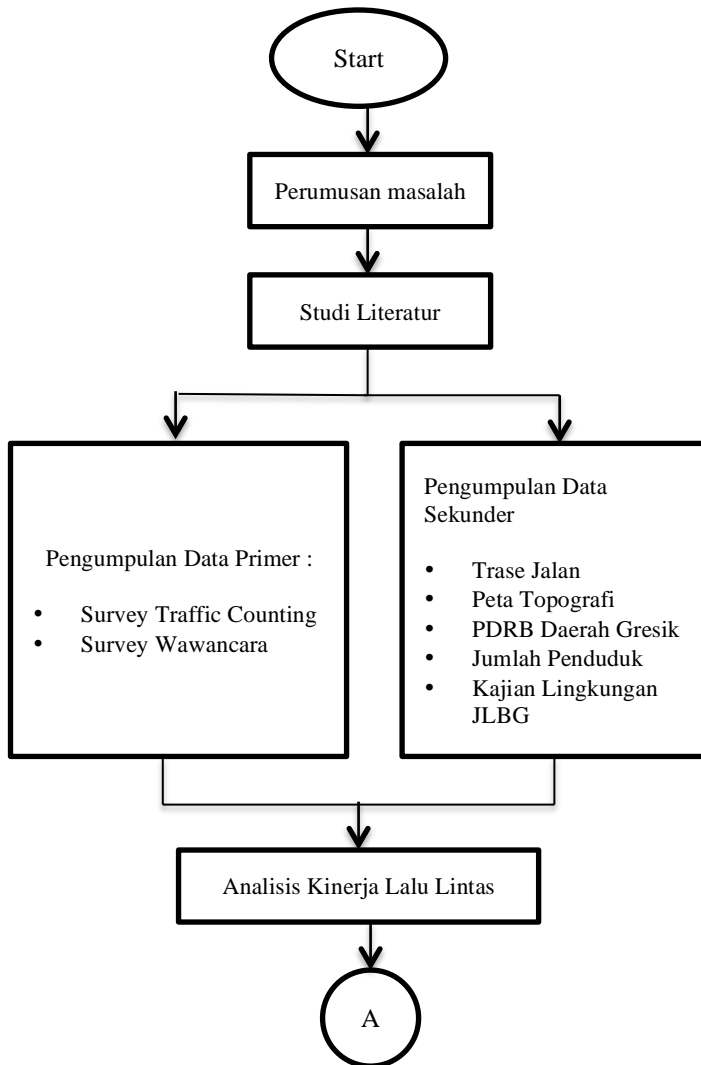 Start
Perumusan masalah
Studi Literatur
Pengumpulan Data Primer :
• Survey Traffic Counting
• Survey Wawancara
Pengumpulan Data
Sekunder
• Trase Jalan
• Peta Topografi
• PDRB Daerah Gresik
• Jumlah Penduduk
• Kajian Lingkungan
JLBG
Analisis Kinerja Lalu Lintas
A